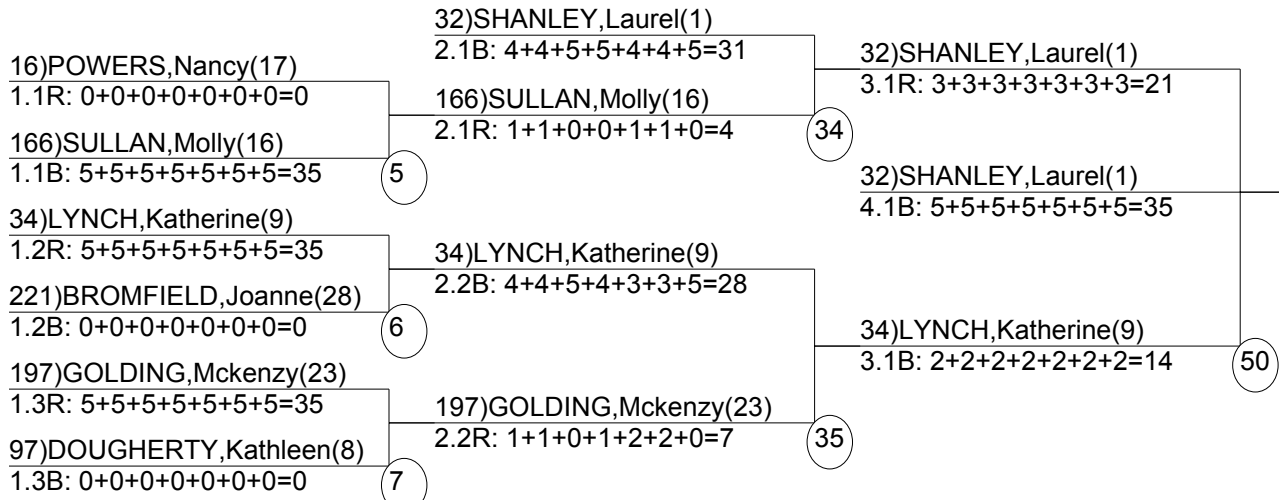 32)SHANLEY,Laurel(1)
2.1B: 4+4+5+5+4+4+5=31
16)POWERS,Nancy(17)
1.1R: 0+0+0+0+0+0+0=0
166)SULLAN,Molly(16)
1.1B: 5+5+5+5+5+5+5=35
5
166)SULLAN,Molly(16)
2.1R: 1+1+0+0+1+1+0=4
34
32)SHANLEY,Laurel(1)
3.1R: 3+3+3+3+3+3+3=21
32)SHANLEY,Laurel(1)
4.1B: 5+5+5+5+5+5+5=35
34)LYNCH,Katherine(9)
1.2R: 5+5+5+5+5+5+5=35
221)BROMFIELD,Joanne(28)
1.2B: 0+0+0+0+0+0+0=0
6
34)LYNCH,Katherine(9)
2.2B: 4+4+5+4+3+3+5=28
34)LYNCH,Katherine(9)
3.1B: 2+2+2+2+2+2+2=14
50
197)GOLDING,Mckenzy(23)
1.3R: 5+5+5+5+5+5+5=35
97)DOUGHERTY,Kathleen(8)
1.3B: 0+0+0+0+0+0+0=0
7
197)GOLDING,Mckenzy(23)
2.2R: 1+1+0+1+2+2+0=7
35